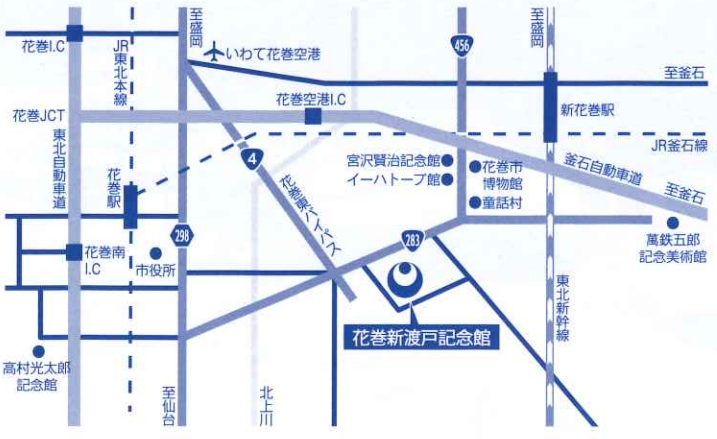 至盛岡
至盛岡
花巻I.C
JR東北本線
いわて花巻空港
456
至釜石
花巻空港I.C
新花巻駅
花巻JCT
JR釜石線
東北自動車道
花巻駅
4
宮沢賢治記念館
イーハトーブ館
花巻市
博物館
童話村
釜石自動車道
至釜石
花巻東バイパス
298
283
萬鉄五郎
記念美術館
花巻南
I.C
市役所
東北新幹線
花巻新渡戸記念館
高村光太郎
記念館
至仙台
北上川